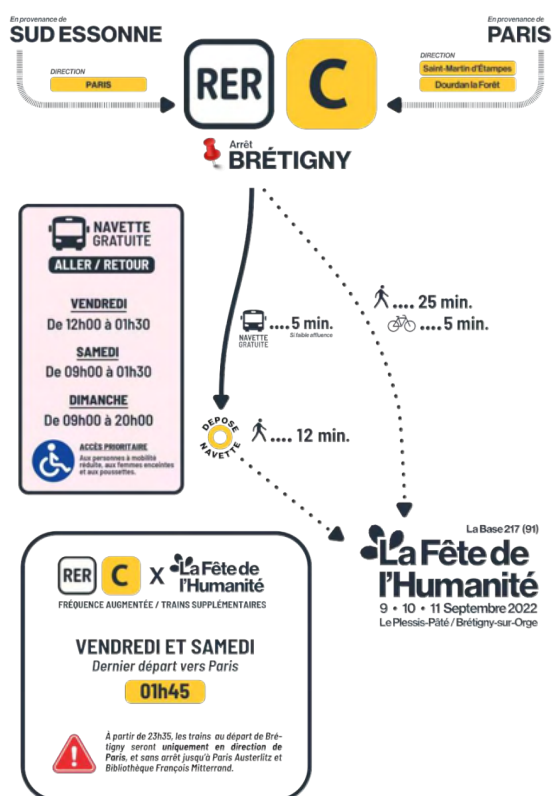 En provenance de
SUD ESSONNE
DIRECTION
PARIS
RER C
En provenance de
PARIS
DIRECTION
Saint-Martin d'Étampes
Dourdan la Forêt
Arrêt
BRÉTIGNY
NAVETTE
GRATUITE
ALLER / RETOUR
VENDREDI
De 12h00 à 01h30
SAMEDI
De 09h00 à 01h30
DIMANCHE
De 09h00 à 20h00
ACCÈS PRIORITAIRE
Aux personnes à mobilité
réduite, aux femmes enceintes
et aux poussettes.
.... 5 min.
Si faible affluence
NAVETTE
GRATUITE
.... 25 min.
.... 5 min.
DEPOSE
NAVETTE
.... 12 min.
La Base 217 (91)
La Fête de
l'Humanité
9 • 10 • 11 Septembre 2022
Le Plessis-Pâté / Brétigny-sur-Orge
RER C X La Fête de
l'Humanité
FRÉQUENCE AUGMENTÉE / TRAINS SUPPLÉMENTAIRES
VENDREDI ET SAMEDI
Dernier départ vers Paris
01h45
À partir de 23h35, les trains au départ de Bré-
tigny seront uniquement en direction de
Paris, et sans arrêt jusqu'à Paris Austerlitz et
Bibliothèque François Mitterrand.